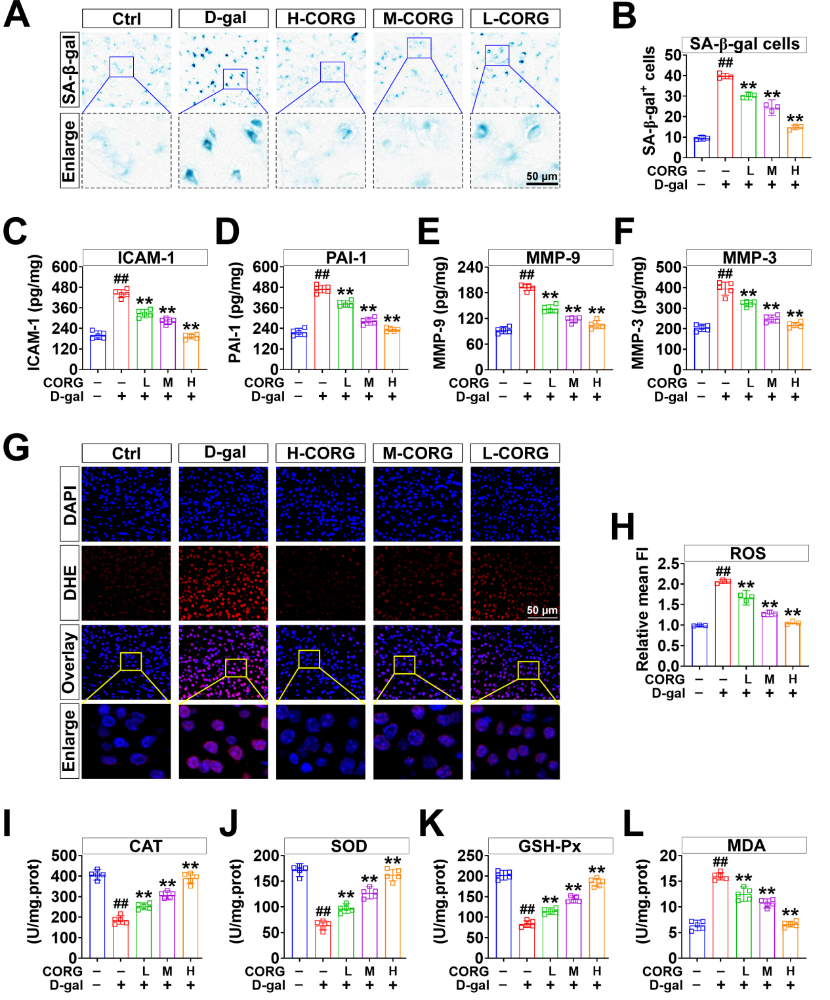 A
Ctrl D-gal H-CORG M-CORG L-CORG
SA-β-gal
Enlarge
50 μm
B
SA-β-gal cells
SA-β-gal⁺ cells
50
40
30
20
10
0
##
**
**
**
CORG – – L M H
D-gal – + + + +
C
ICAM-1
ICAM-1 (pg/mg)
600
480
360
240
120
0
##
**
**
**
CORG – – L M H
D-gal – + + + +
D
PAI-1
PAI-1 (pg/mg)
600
480
360
240
120
0
##
**
**
**
CORG – – L M H
D-gal – + + + +
E
MMP-9
MMP-9 (pg/mg)
240
180
120
60
0
##
**
**
**
CORG – – L M H
D-gal – + + + +
F
MMP-3
MMP-3 (pg/mg)
500
400
300
200
100
0
##
**
**
**
CORG – – L M H
D-gal – + + + +
G
Ctrl D-gal H-CORG M-CORG L-CORG
DAPI
DHE
50 μm
Overlay
Enlarge
H
ROS
Relative mean FI
2.5
2.0
1.5
1.0
0.5
0.0
##
**
**
**
CORG – – L M H
D-gal – + + + +
I
CAT
(U/mg.prot)
500
400
300
200
100
0
##
**
**
**
CORG – – L M H
D-gal – + + + +
J
SOD
(U/mg.prot)
200
150
100
50
0
##
**
**
**
CORG – – L M H
D-gal – + + + +
K
GSH-Px
(U/mg.prot)
250
200
150
100
50
0
##
**
**
**
CORG – – L M H
D-gal – + + + +
L
MDA
(U/mg.prot)
20
15
10
5
0
##
**
**
**
CORG – – L M H
D-gal – + + + +